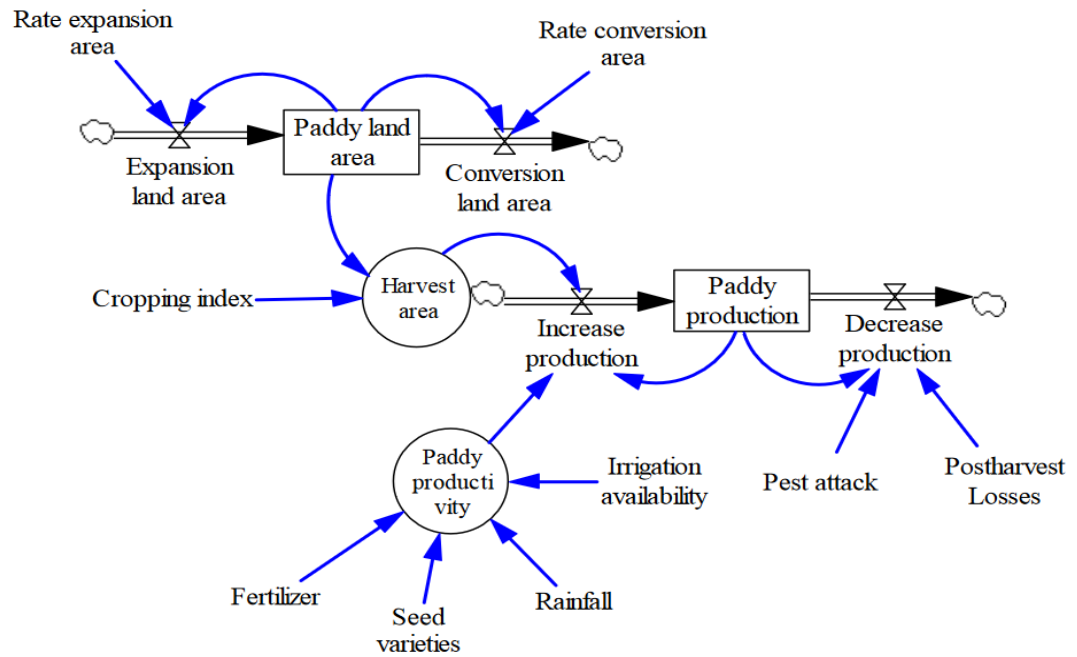 Rate expansion
area
Rate conversion
area
Paddy land
area
Expansion
land area
Conversion
land area
Cropping index
Harvest
area
Paddy
production
Increase
production
Decrease
production
Paddy
producti
vity
Irrigation
availability
Pest attack
Postharvest
Losses
Fertilizer
Seed
varieties
Rainfall